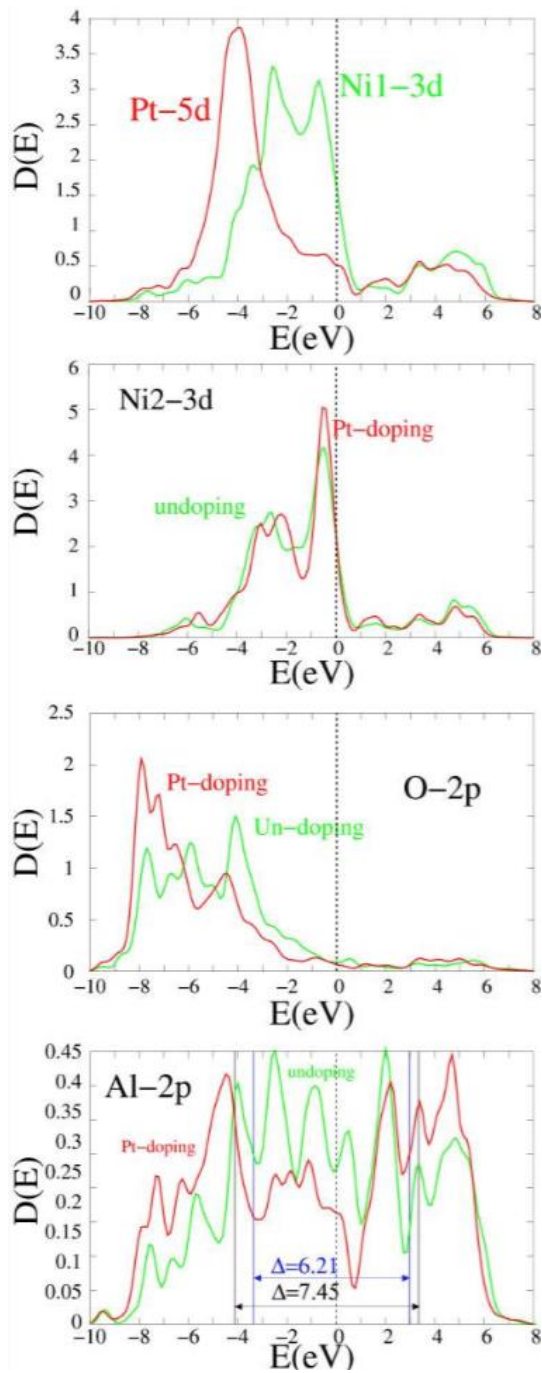 4
3.5
3
2.5
2
1.5
1
0.5
0
D(E)
Pt-5d
Ni1-3d
-10 -8 -6 -4 -2 0 2 4 6 8
E(eV)
6
5
4
3
2
1
0
D(E)
Ni2-3d
Pt-doping
undoping
-10 -8 -6 -4 -2 0 2 4 6 8
E(eV)
2.5
2
1.5
1
0.5
0
D(E)
Pt-doping
O-2p
Un-doping
-10 -8 -6 -4 -2 0 2 4 6 8
E(eV)
0.45
0.4
0.35
0.3
0.25
0.2
0.15
0.1
0.05
0
D(E)
Al-2p
undoping
Pt-doping
Δ=6.21
Δ=7.45
-10 -8 -6 -4 -2 0 2 4 6 8
E(eV)